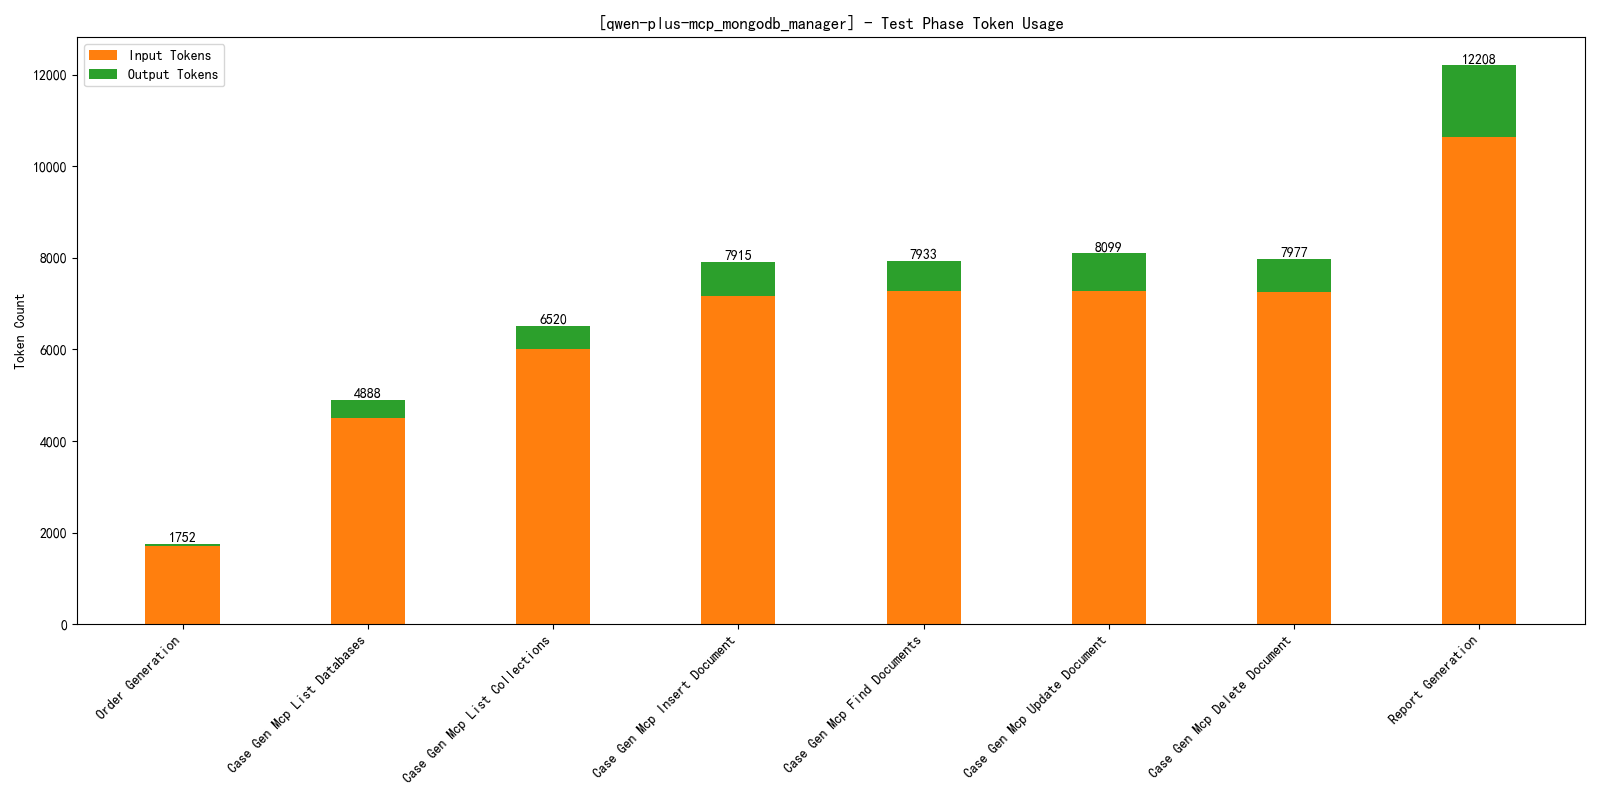 [qwen-plus-mcp_mongodb_manager] - Test Phase Token Usage
Input Tokens
Output Tokens
Token Count
12000
10000
8000
6000
4000
2000
0
1752
4888
6520
7915
7933
8099
7977
12208
Order Generation
Case Gen Mcp List Databases
Case Gen Mcp List Collections
Case Gen Mcp Insert Document
Case Gen Mcp Find Documents
Case Gen Mcp Update Document
Case Gen Mcp Delete Document
Report Generation